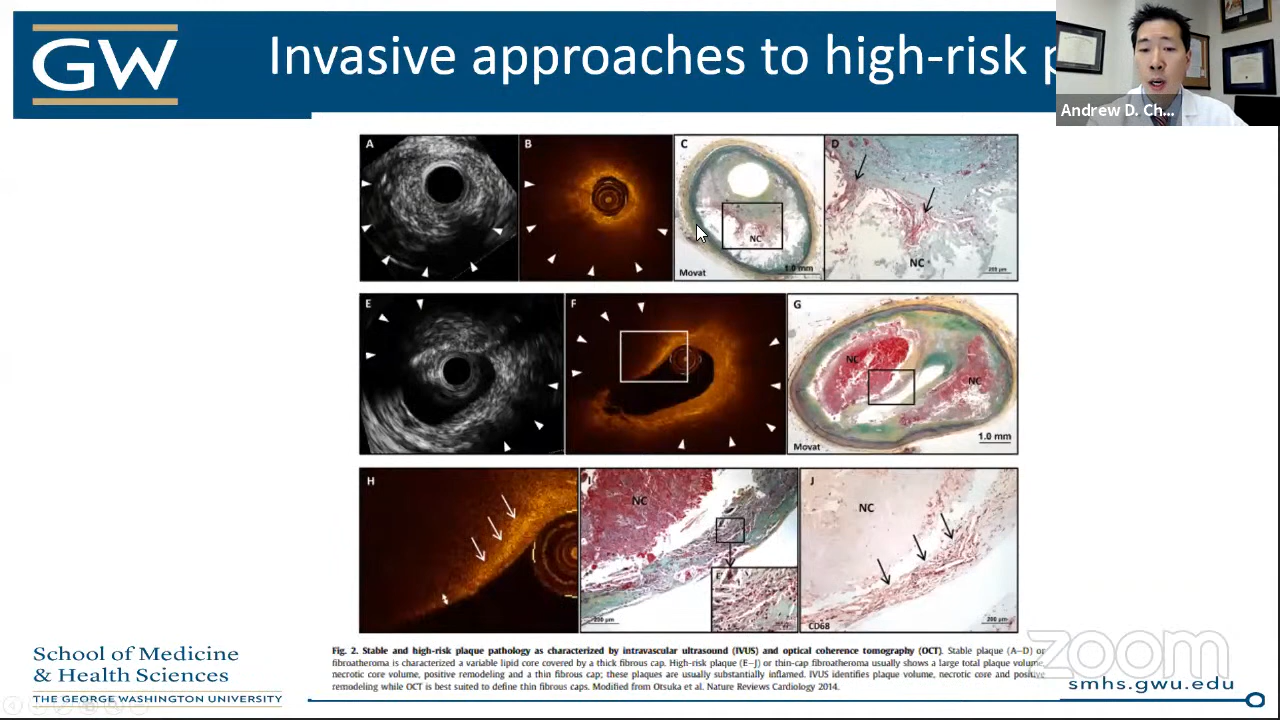 GW
Invasive approaches to high-risk
Andrew D. Ch...
A
B
C
D
NC
NC
Movat
1.0 mm
200 µm
E
F
G
NC
NC
Movat
1.0 mm
H
I
J
NC
NC
200 µm
CD68
200 µm
Fig. 2. Stable and high-risk plaque pathology as characterized by intravascular ultrasound (IVUS) and optical coherence tomography (OCT). Stable plaque (A–D) or
fibroatheroma is characterized a variable lipid core covered by a thick fibrous cap. High-risk plaque (E–J) or thin-cap fibroatheroma usually shows a large total plaque volume,
necrotic core volume, positive remodeling and a thin fibrous cap; these plaques are usually substantially inflamed. IVUS identifies plaque volume, necrotic core and positive
remodeling while OCT is best suited to define thin fibrous caps. Modified from Otsuka et al. Nature Reviews Cardiology 2014.
zoom
School of Medicine
& Health Sciences
THE GEORGE WASHINGTON UNIVERSITY
smhs.gwu.edu